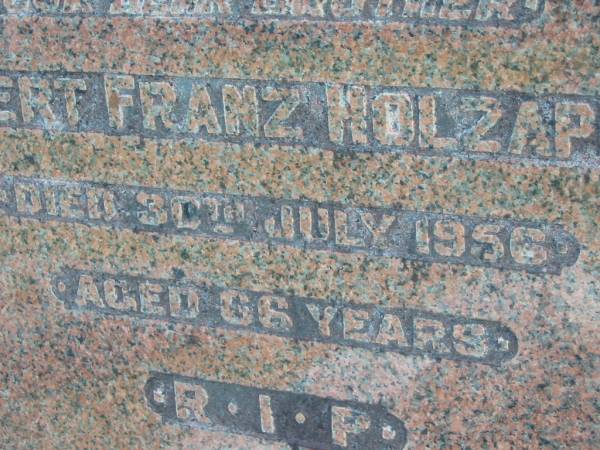 ERT FRANZ HOLZAP
DIED 30TH JULY 1956
·AGED 66 YEARS·
·R·I·P·